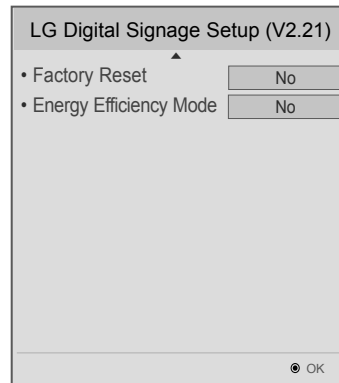 LG Digital Signage Setup (V2.21)
• Factory Reset No
• Energy Efficiency Mode No
OK